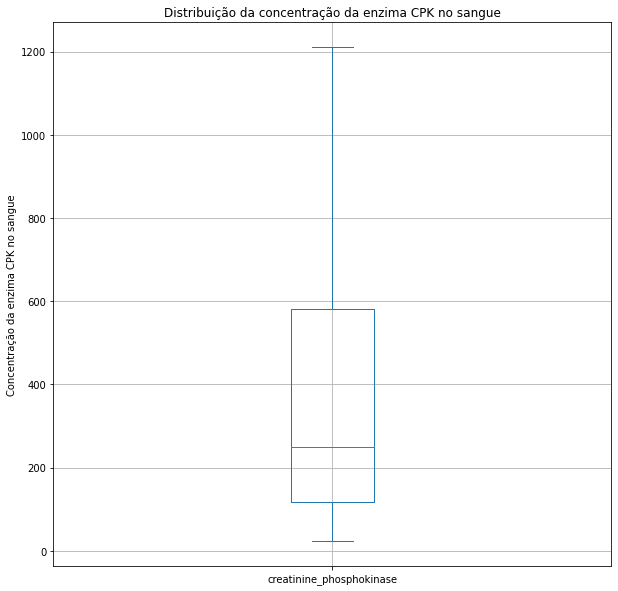 Distribuição da concentração da enzima CPK no sangue
Concentração da enzima CPK no sangue
1200
1000
800
600
400
200
0
creatinine_phosphokinase